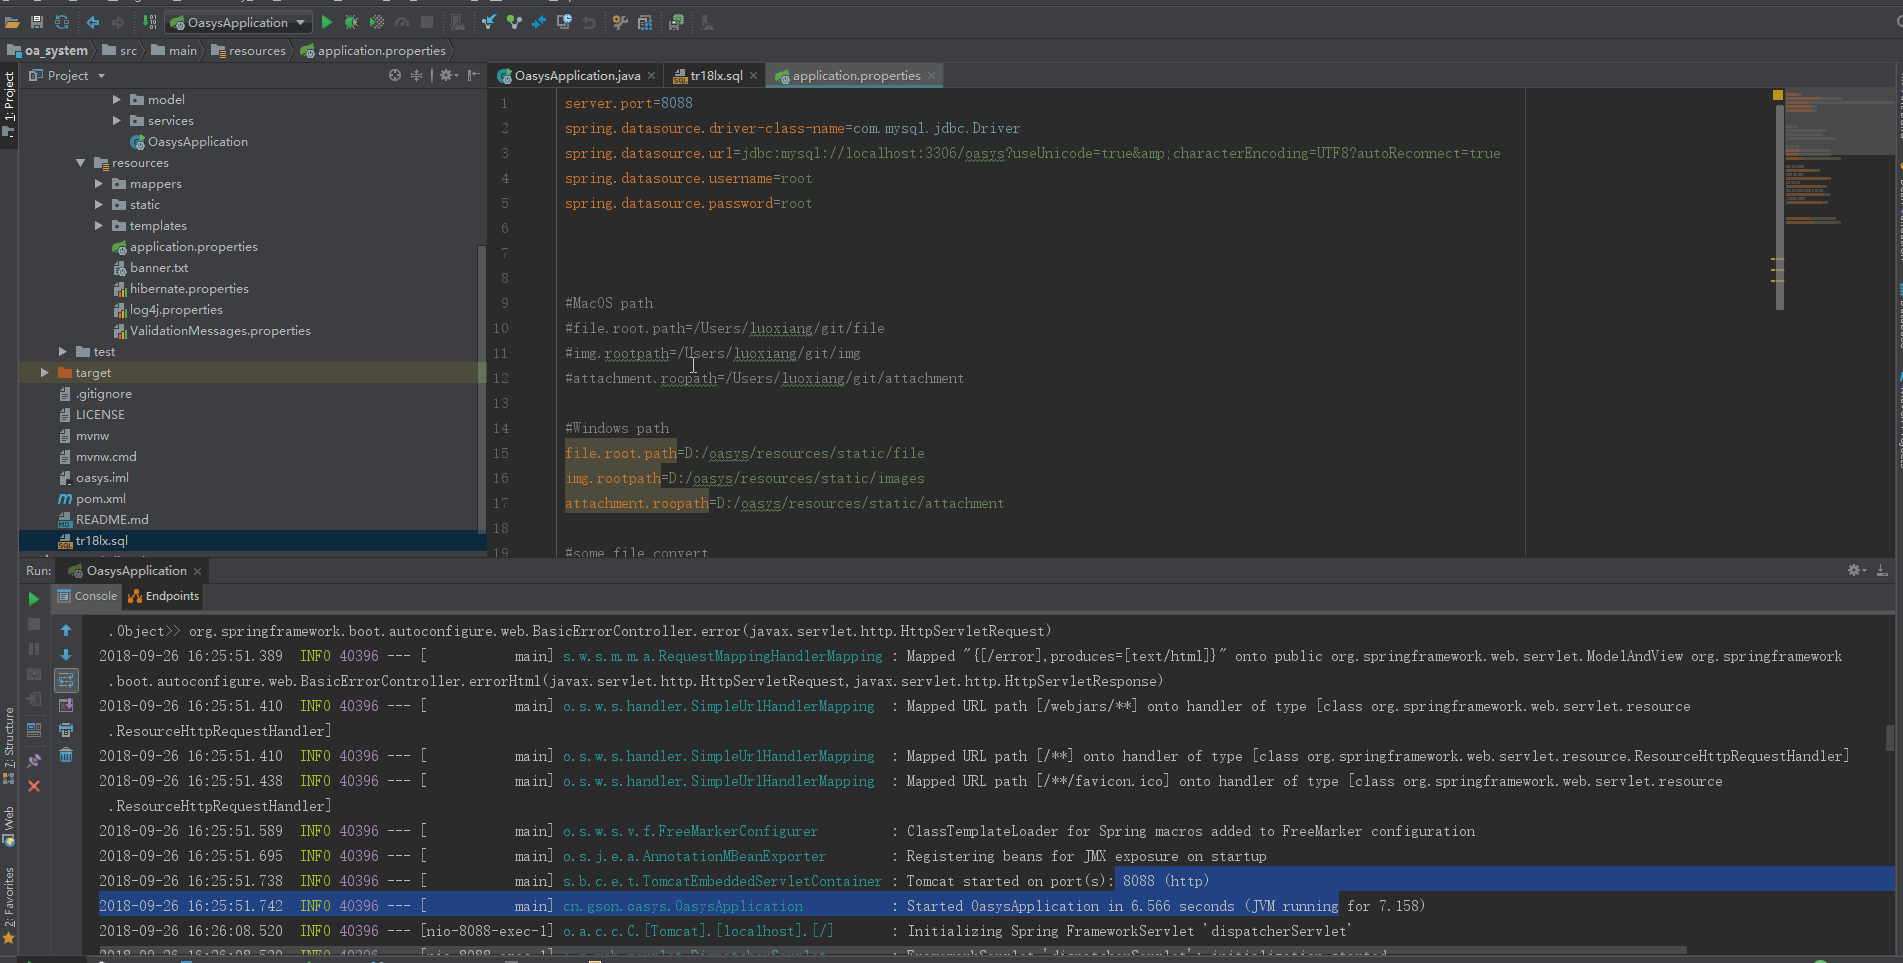 OasysApplication
oa_system
src
main
resources
application.properties
1: Project
Project
OasysApplication.java
tr18lx.sql
application.properties
model
services
OasysApplication
resources
mappers
static
templates
application.properties
banner.txt
hibernate.properties
log4j.properties
ValidationMessages.properties
test
target
.gitignore
LICENSE
mvnw
mvnw.cmd
oasys.iml
pom.xml
README.md
tr18lx.sql
1 server.port=8088
2 spring.datasource.driver-class-name=com.mysql.jdbc.Driver
3 spring.datasource.url=jdbc:mysql://localhost:3306/oasys?useUnicode=true&amp;characterEncoding=UTF8?autoReconnect=true
4 spring.datasource.username=root
5 spring.datasource.password=root
6
7
8
9 #MacOS path
10 #file.root.path=/Users/luoxiang/git/file
11 #img.rootpath=/Users/luoxiang/git/img
12 #attachment.roopath=/Users/luoxiang/git/attachment
13
14 #Windows path
15 file.root.path=D:/oasys/resources/static/file
16 img.rootpath=D:/oasys/resources/static/images
17 attachment.roopath=D:/oasys/resources/static/attachment
18
19 #some file convert
Run: OasysApplication
Console Endpoints
.Object>> org.springframework.boot.autoconfigure.web.BasicErrorController.error(javax.servlet.http.HttpServletRequest)
2018-09-26 16:25:51.389 INFO 40396 --- [ main] s.w.s.m.m.a.RequestMappingHandlerMapping : Mapped "{[/error],produces=[text/html]}" onto public org.springframework.web.servlet.ModelAndView org.springframework
.boot.autoconfigure.web.BasicErrorController.errorHtml(javax.servlet.http.HttpServletRequest,javax.servlet.http.HttpServletResponse)
2018-09-26 16:25:51.410 INFO 40396 --- [ main] o.s.w.s.handler.SimpleUrlHandlerMapping : Mapped URL path [/webjars/**] onto handler of type [class org.springframework.web.servlet.resource
.ResourceHttpRequestHandler]
2018-09-26 16:25:51.410 INFO 40396 --- [ main] o.s.w.s.handler.SimpleUrlHandlerMapping : Mapped URL path [/**] onto handler of type [class org.springframework.web.servlet.resource.ResourceHttpRequestHandler]
2018-09-26 16:25:51.438 INFO 40396 --- [ main] o.s.w.s.handler.SimpleUrlHandlerMapping : Mapped URL path [/**/favicon.ico] onto handler of type [class org.springframework.web.servlet.resource
.ResourceHttpRequestHandler]
2018-09-26 16:25:51.589 INFO 40396 --- [ main] o.s.w.s.v.f.FreeMarkerConfigurer : ClassTemplateLoader for Spring macros added to FreeMarker configuration
2018-09-26 16:25:51.695 INFO 40396 --- [ main] o.s.j.e.a.AnnotationMBeanExporter : Registering beans for JMX exposure on startup
2018-09-26 16:25:51.738 INFO 40396 --- [ main] s.b.c.e.t.TomcatEmbeddedServletContainer : Tomcat started on port(s): 8088 (http)
2018-09-26 16:25:51.742 INFO 40396 --- [ main] cn.gson.oasys.OasysApplication : Started OasysApplication in 6.566 seconds (JVM running for 7.158)
2018-09-26 16:26:08.520 INFO 40396 --- [nio-8088-exec-1] o.a.c.c.C.[Tomcat].[localhost].[/] : Initializing Spring FrameworkServlet 'dispatcherServlet'
7: Structure
Web
2: Favorites